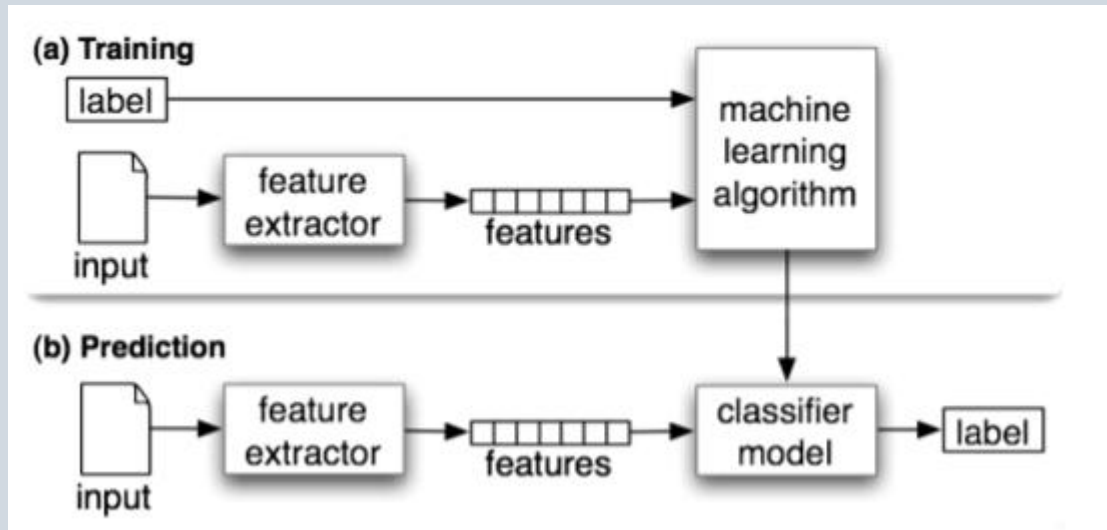 (a) Training
label
machine
learning
algorithm
feature
extractor
features
input
(b) Prediction
feature
extractor
features
classifier
model
label
input